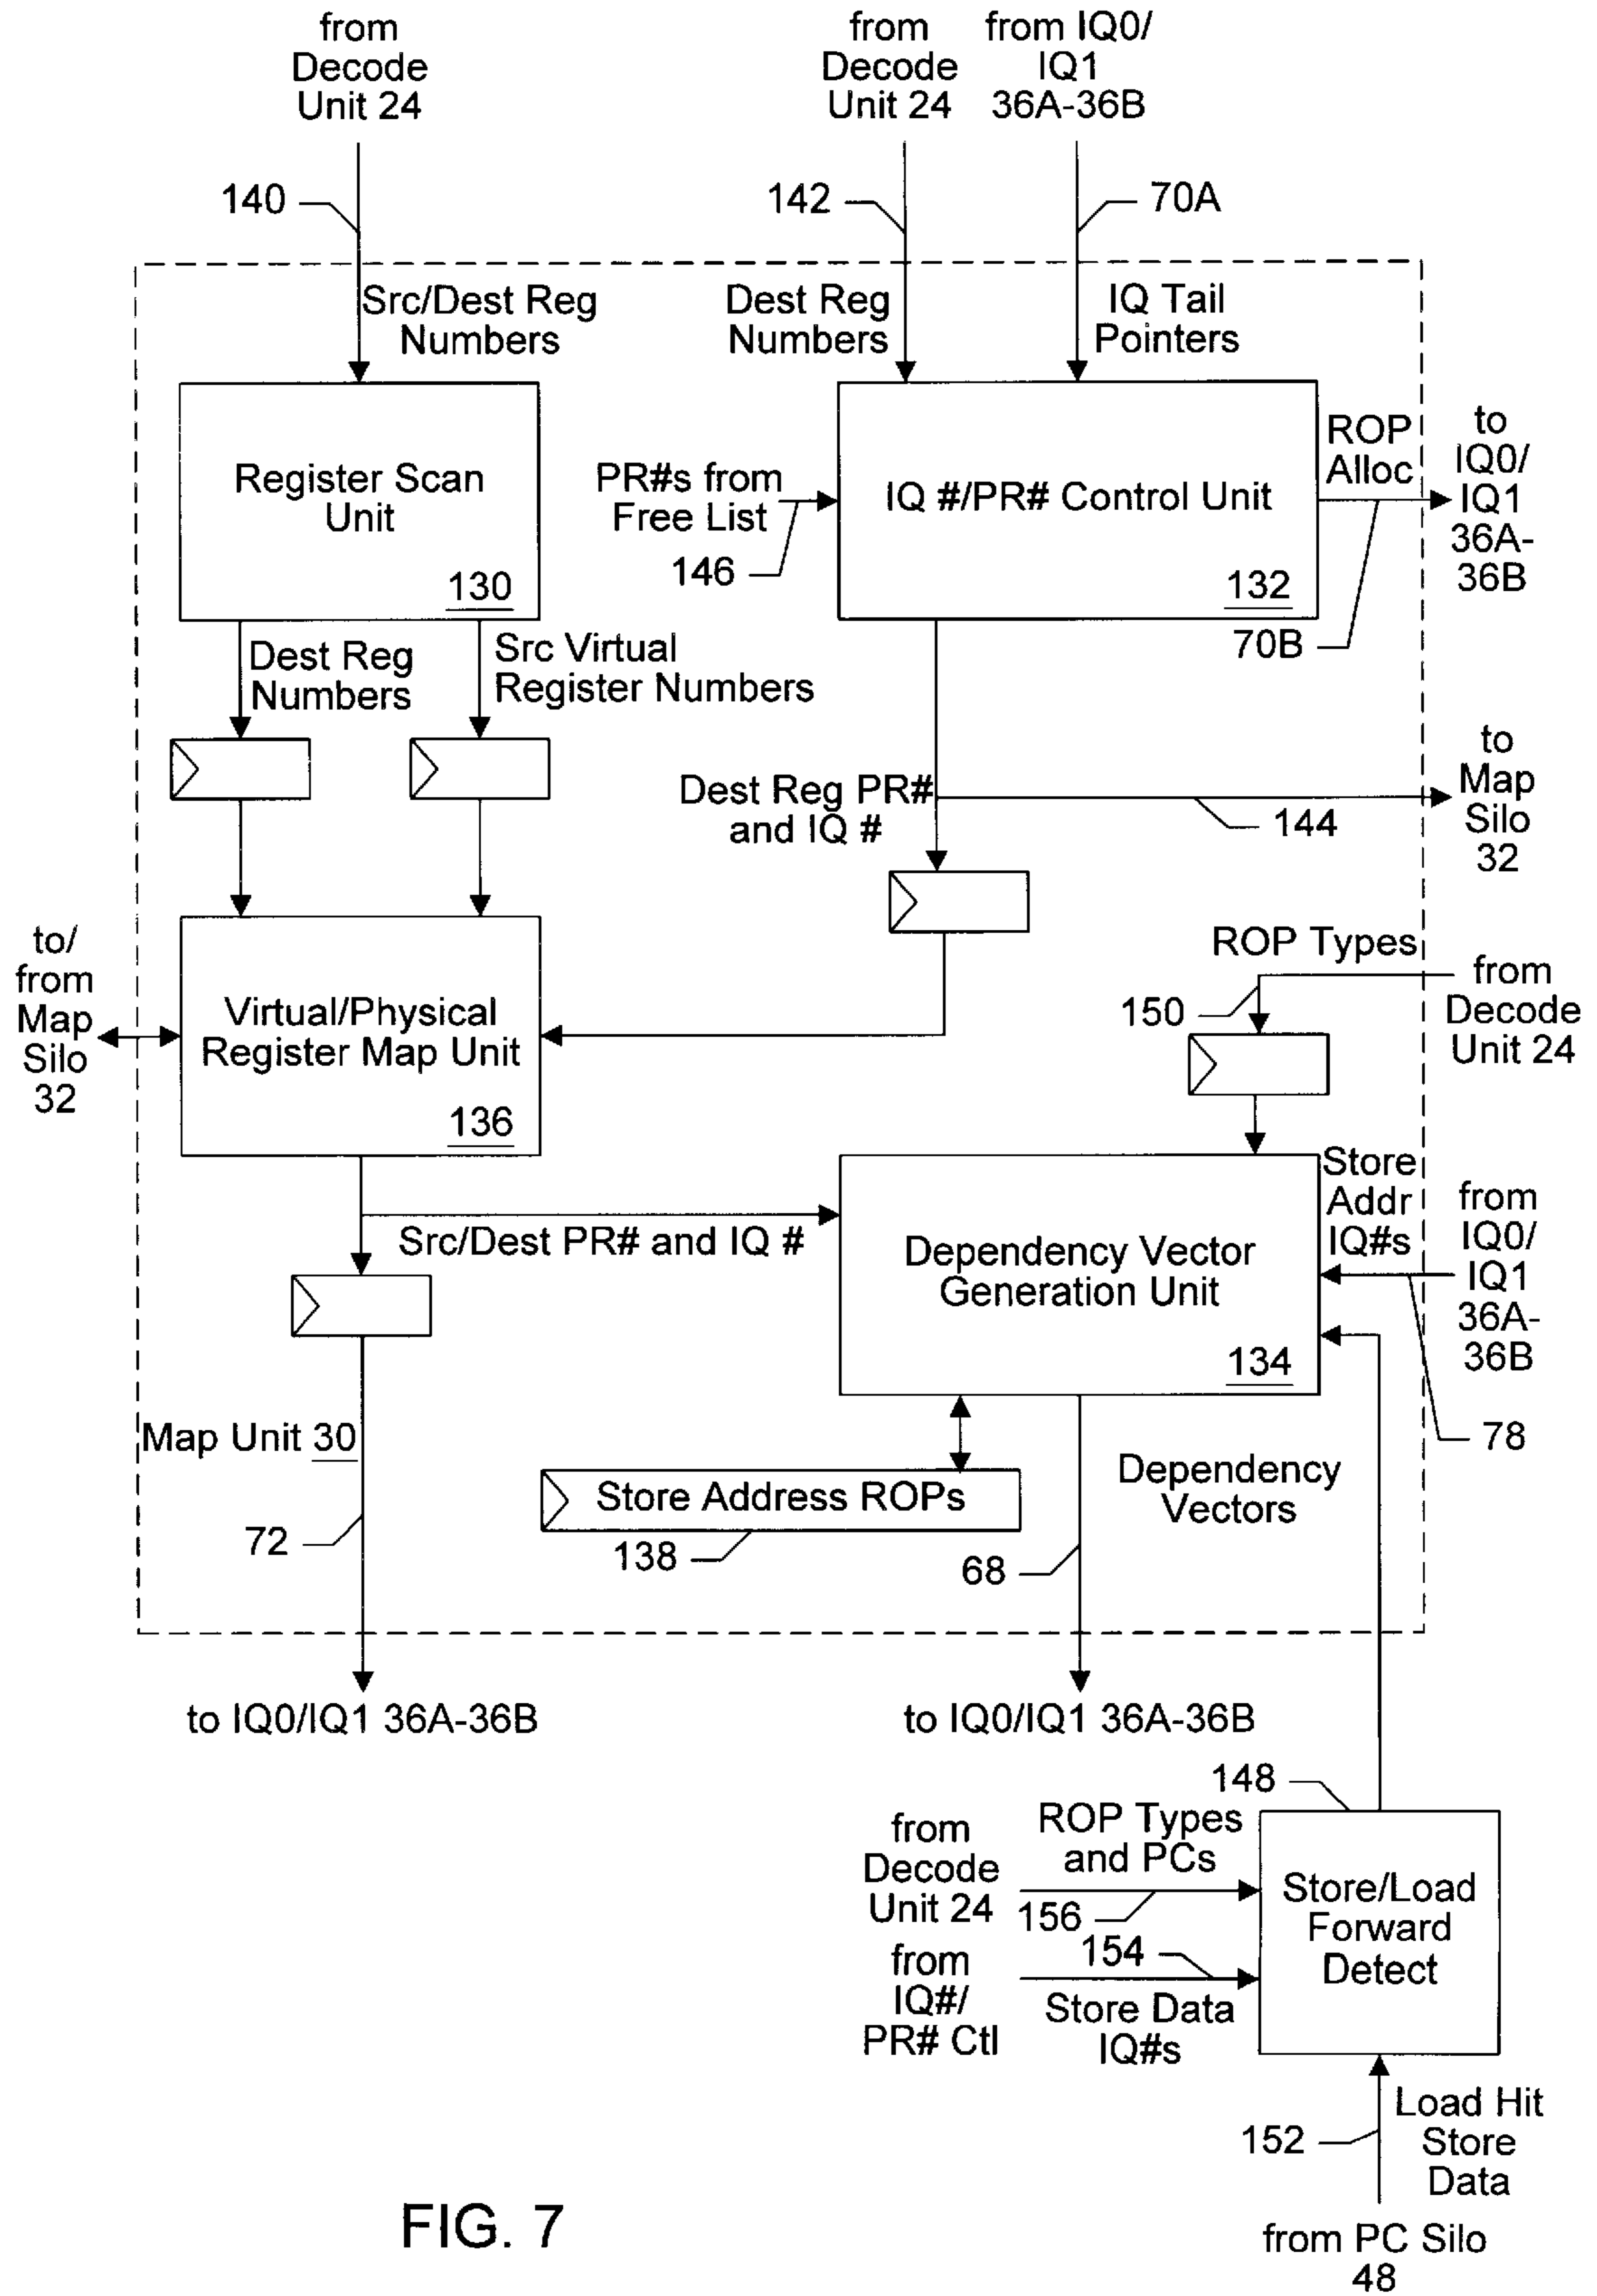 from
Decode
Unit 24
from
Decode
Unit 24
from IQ0/
IQ1
36A-36B
140
142
70A
Src/Dest Reg
Numbers
Dest Reg
Numbers
IQ Tail
Pointers
Register Scan
Unit
130
PR#s from
Free List
146
IQ #/PR# Control Unit
132
ROP
Alloc
to
IQ0/
IQ1
36A-
36B
70B
Dest Reg
Numbers
Src Virtual
Register Numbers
Dest Reg PR#
and IQ #
144
to
Map
Silo
32
to/
from
Map
Silo
32
Virtual/Physical
Register Map Unit
136
ROP Types
150
from
Decode
Unit 24
Src/Dest PR# and IQ #
Dependency Vector
Generation Unit
134
Store
Addr
IQ#s
from
IQ0/
IQ1
36A-
36B
78
Map Unit 30
72
Store Address ROPs
138
68
Dependency
Vectors
to IQ0/IQ1 36A-36B
to IQ0/IQ1 36A-36B
148
from
Decode
Unit 24
ROP Types
and PCs
156
Store/Load
Forward
Detect
from
IQ#/
PR# Ctl
154
Store Data
IQ#s
152
Load Hit
Store
Data
from PC Silo
48
FIG. 7